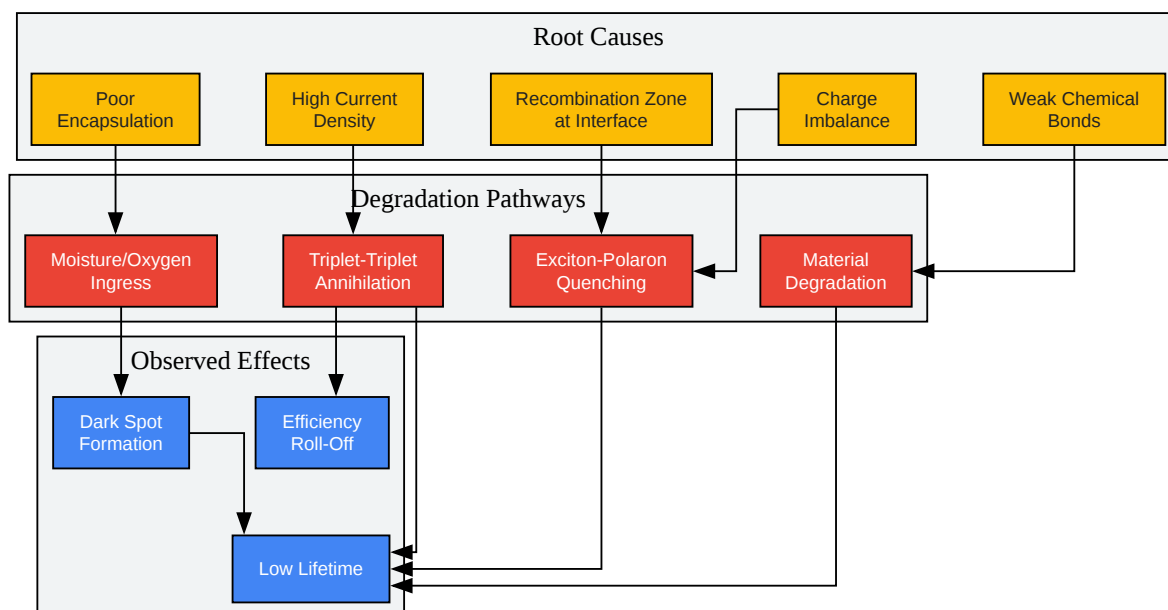 Root Causes
Poor
Encapsulation
High Current
Density
Recombination Zone
at Interface
Charge
Imbalance
Weak Chemical
Bonds
Degradation Pathways
Moisture/Oxygen
Ingress
Triplet-Triplet
Annihilation
Exciton-Polaron
Quenching
Material
Degradation
Observed Effects
Dark Spot
Formation
Efficiency
Roll-Off
Low Lifetime